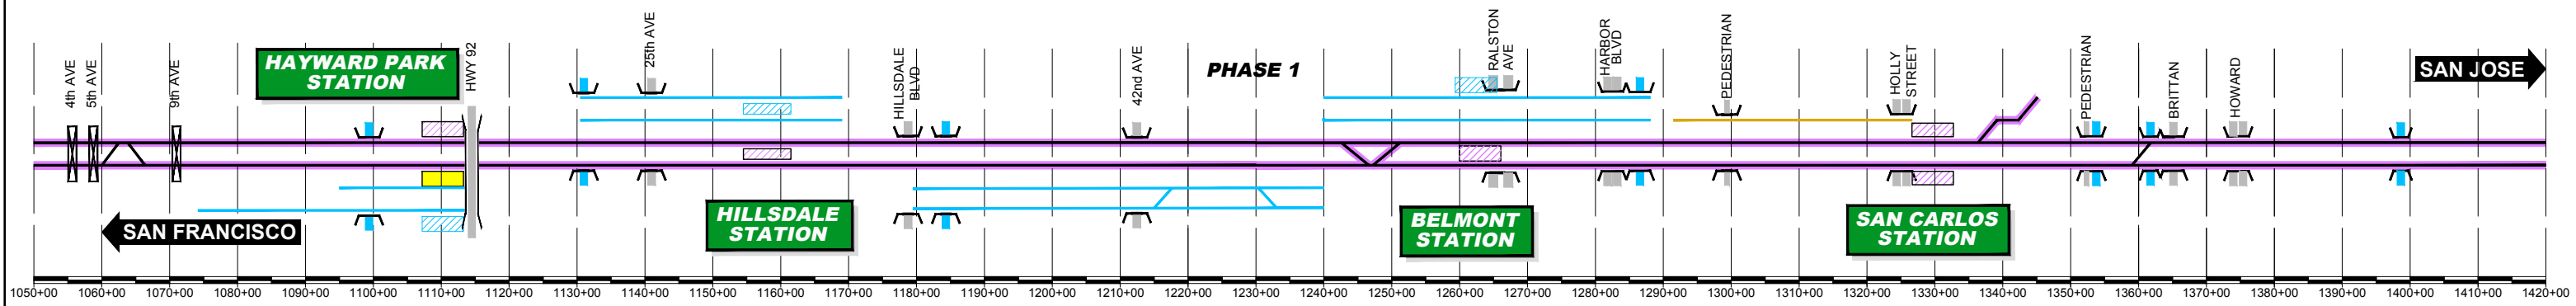 4th AVE
5th AVE
9th AVE
HAYWARD PARK
STATION
HWY 92
25th AVE
HILLSDALE
BLVD
42nd AVE
PHASE 1
RALSTON
AVE
HARBOR
BLVD
PEDESTRIAN
HOLLY
STREET
PEDESTRIAN
BRITTAN
HOWARD
SAN JOSE
SAN FRANCISCO
HILLSDALE
STATION
BELMONT
STATION
SAN CARLOS
STATION
1050+00 1060+00 1070+00 1080+00 1090+00 1100+00 1110+00 1120+00 1130+00 1140+00 1150+00 1160+00 1170+00 1180+00 1190+00 1200+00 1210+00 1220+00 1230+00 1240+00 1250+00 1260+00 1270+00 1280+00 1290+00 1300+00 1310+00 1320+00 1330+00 1340+00 1350+00 1360+00 1370+00 1380+00 1390+00 1400+00 1410+00 1420+00